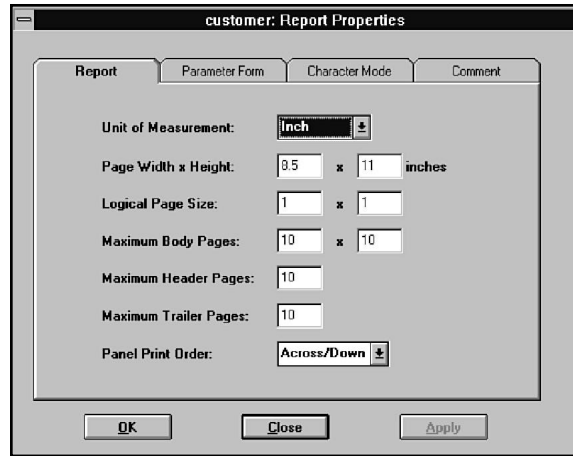 customer: Report Properties
Report Parameter Form Character Mode Comment
Unit of Measurement: Inch
Page Width x Height: 8.5 x 11 inches
Logical Page Size: 1 x 1
Maximum Body Pages: 10 x 10
Maximum Header Pages: 10
Maximum Trailer Pages: 10
Panel Print Order: Across/Down
OK Close Apply